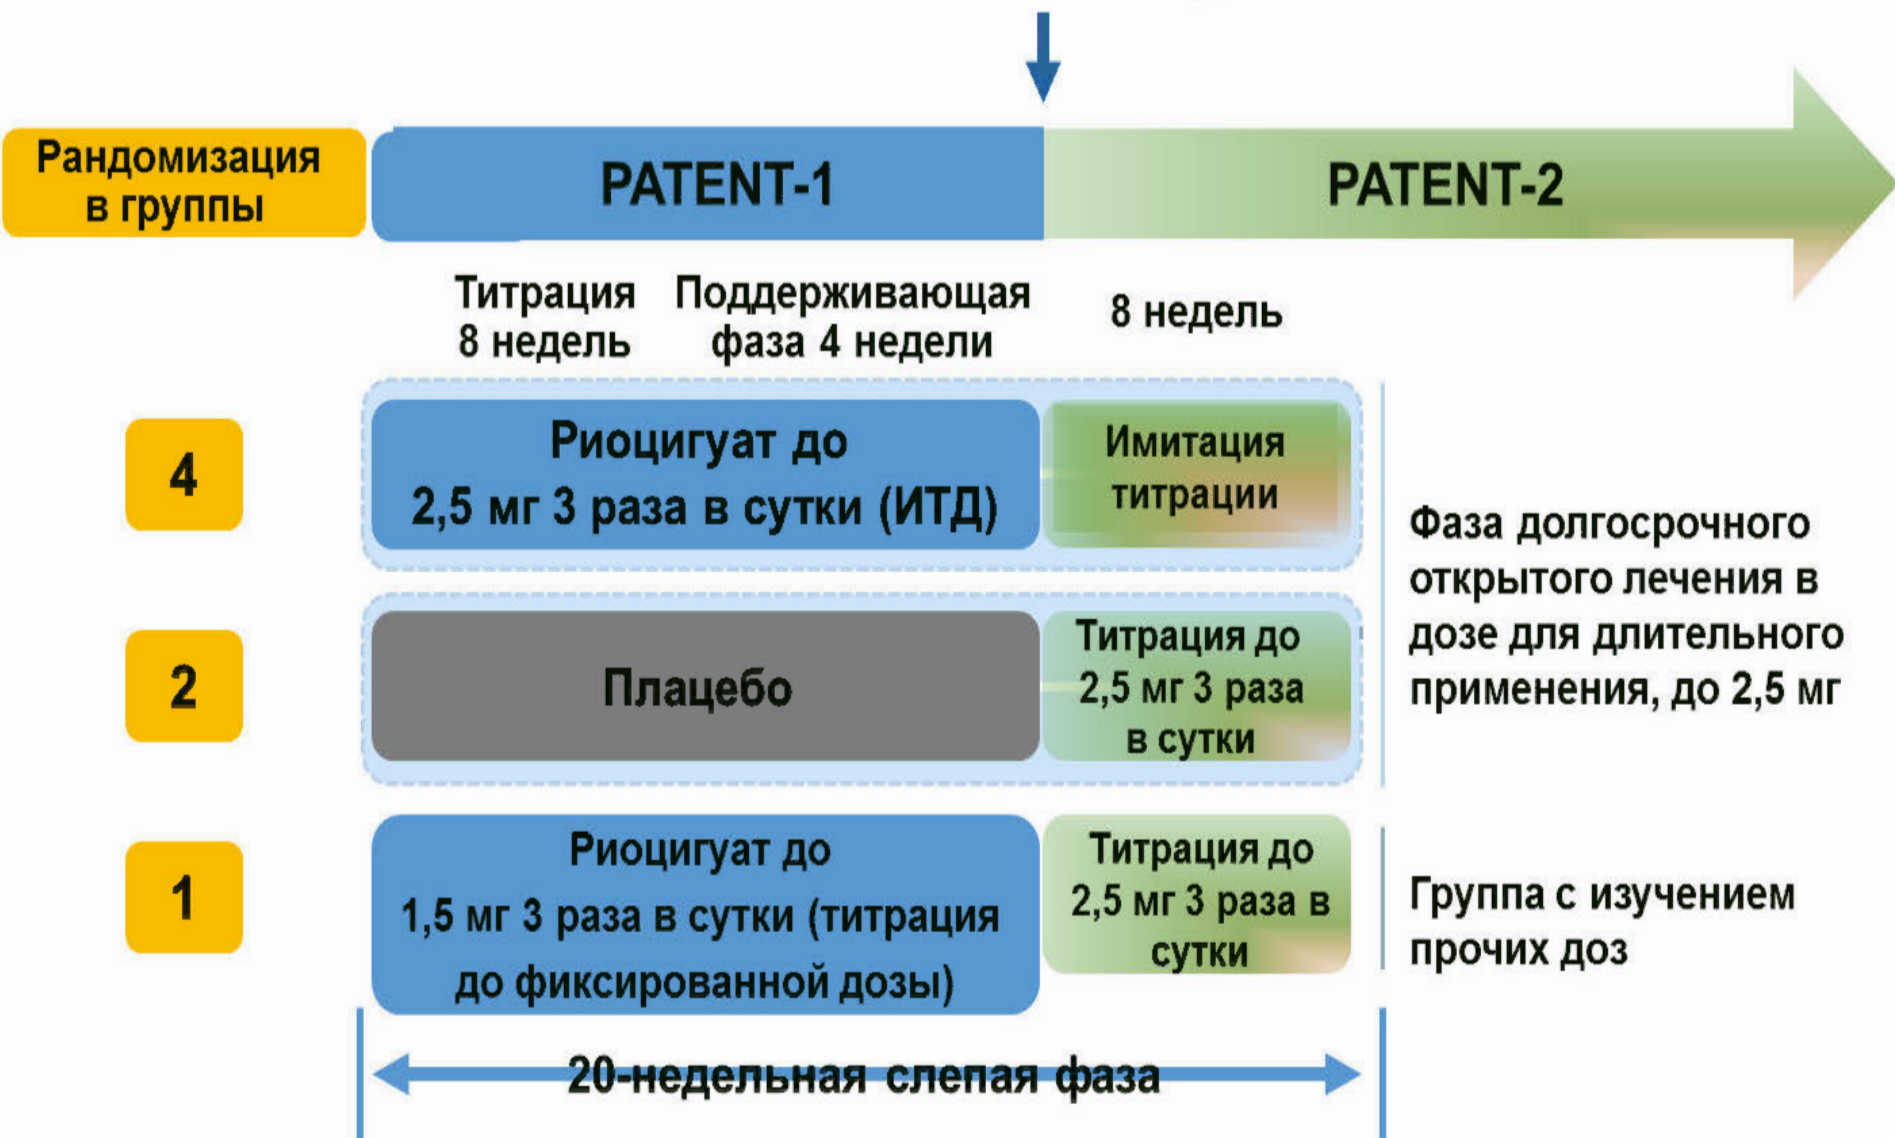 Рандомизация
в группы
PATENT-1
PATENT-2
Титрация
8 недель
Поддерживающая
фаза 4 недели
8 недель
4
Риоцигуат до
2,5 мг 3 раза в сутки (ИТД)
Имитация
титрации
2
Плацебо
Титрация до
2,5 мг 3 раза
в сутки
Фаза долгосрочного
открытого лечения в
дозе для длительного
применения, до 2,5 мг
1
Риоцигуат до
1,5 мг 3 раза в сутки (титрация
до фиксированной дозы)
Титрация до
2,5 мг 3 раза в
сутки
Группа с изучением
прочих доз
20-недельная слепая фаза